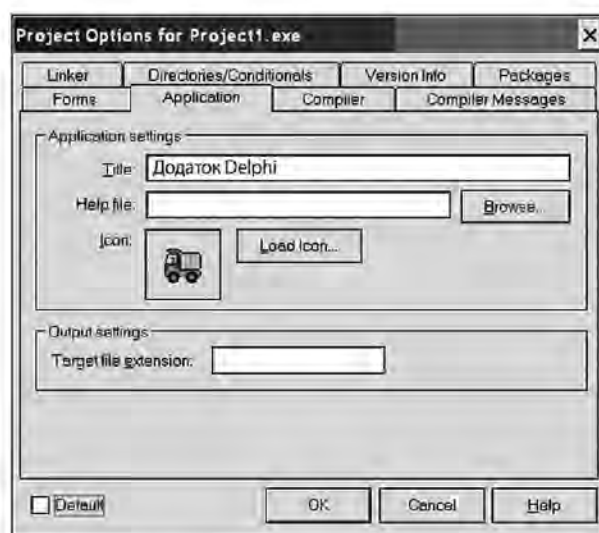 Project Options for Project1.exe
Linker Directories/Conditionals Version Info Packages
Forms Application Compiler Compiler Messages
Application settings
Title: Додаток Delphi
Help file: Browse...
Icon: Load Icon...
Output settings
Target file extension:
Default OK Cancel Help